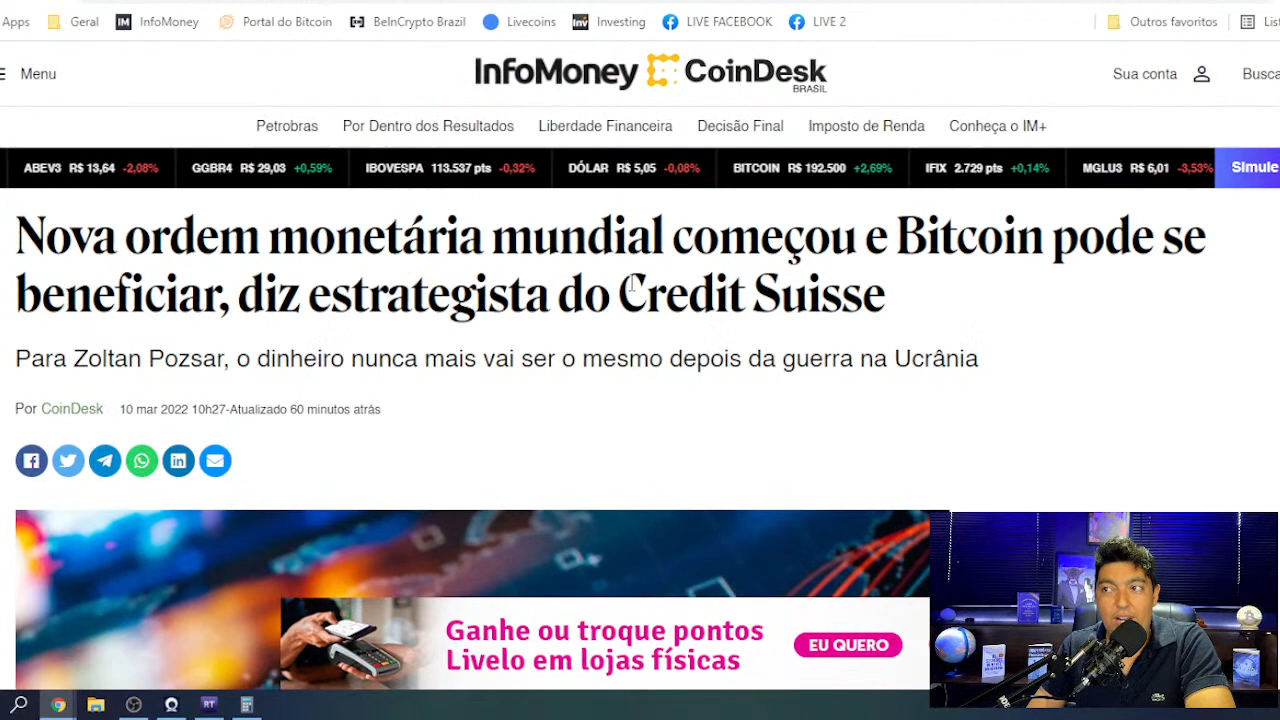 Apps Geral InfoMoney Portal do Bitcoin BeInCrypto Brazil Livecoins Investing LIVE FACEBOOK LIVE 2 Outros favoritos
Menu InfoMoney CoinDesk Sua conta Busca
BRASIL
Petrobras Por Dentro dos Resultados Liberdade Financeira Decisão Final Imposto de Renda Conheça o IM+
ABEV3 R$ 13,64 -2,08% GGBR4 R$ 29,03 +0,59% IBOVESPA 113.537 pts -0,32% DÓLAR R$ 5,05 -0,08% BITCOIN R$ 192.500 +2,69% IFIX 2.729 pts +0,14% MGLU3 R$ 6,01 -3,53% Simule
Nova ordem monetária mundial começou e Bitcoin pode se
beneficiar, diz estrategista do Credit Suisse
Para Zoltan Pozsar, o dinheiro nunca mais vai ser o mesmo depois da guerra na Ucrânia
Por CoinDesk 10 mar 2022 10h27-Atualizado 60 minutos atrás
Ganhe ou troque pontos
Livelo em lojas físicas
EU QUERO